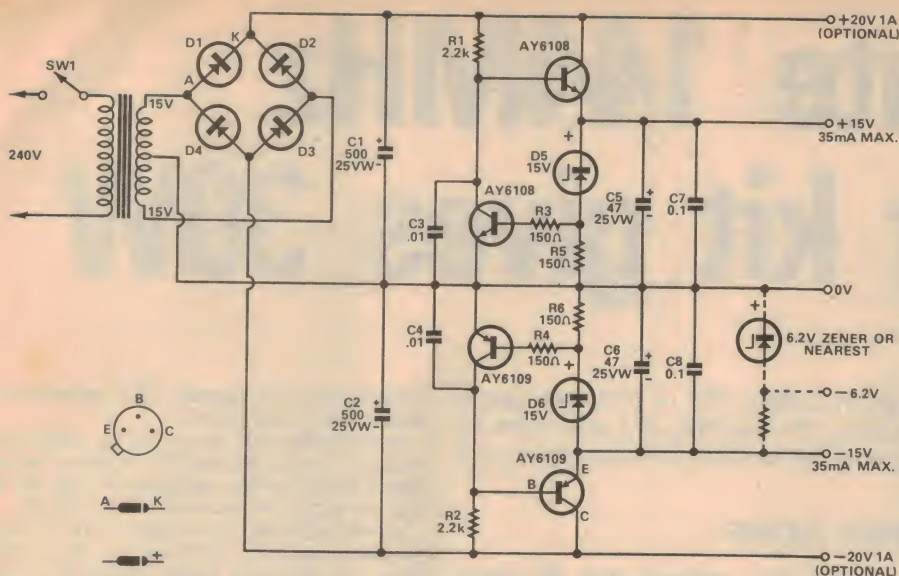 +20V 1A
(OPTIONAL)
D1
K
D2
R1
2.2k
AY6108
SW1
A
15V
+15V
35mA MAX.
D4
D3
C1
500
25VW
+
-
+
D5
15V
240V
C5
47
25VW
+
-
C7
0.1
AY6108
C3
.01
R3
150Ω
R5
150Ω
15V
0V
R6
150Ω
+
6.2V ZENER OR
NEAREST
C4
.01
R4
150Ω
+
C6
47
25VW
+
-
C8
0.1
AY6109
D6
15V
-6.2V
C2
500
25VW
+
-
B
E
C
AY6109
E
B
C
-15V
35mA MAX.
A
K
R2
2.2k
+
-20V 1A
(OPTIONAL)